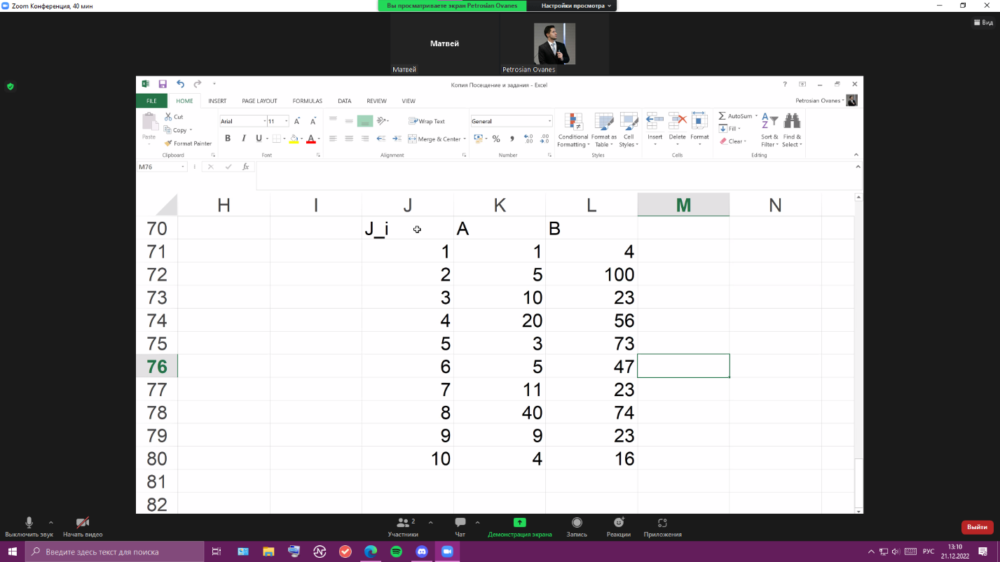 Zoom Конференция, 40 мин
Вы просматриваете экран Petrosian Ovanes
Настройки просмотра
Вид
Матвей
Матвей
Petrosian Ovanes
Копия Посещение и задания - Excel
FILE HOME INSERT PAGE LAYOUT FORMULAS DATA REVIEW VIEW
Petrosian Ovanes
Paste
Cut
Copy
Format Painter
Clipboard
Arial 11
B I U
Font
Wrap Text
Merge & Center
Alignment
General
Number
Conditional Formatting
Format as Table
Cell Styles
Styles
Insert Delete Format
Cells
AutoSum
Fill
Clear
Sort & Filter
Find & Select
Editing
M76
fx
H I J K L M N
70 J_i A B
71 1 1 4
72 2 5 100
73 3 10 23
74 4 20 56
75 5 3 73
76 6 5 47
77 7 11 23
78 8 40 74
79 9 9 23
80 10 4 16
81
82
Выключить звук
Начать видео
2
Участники
Чат
Демонстрация экрана
Запись
Реакции
Приложения
Выйти
Введите здесь текст для поиска
РУС
13:10
21.12.2022